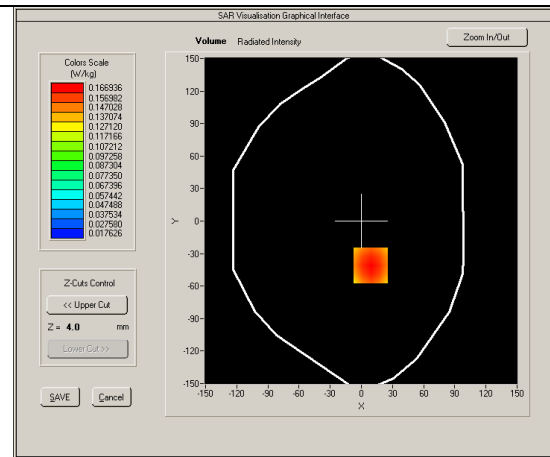 SAR Visualisation Graphical Interface
Volume Radiated Intensity
Zoom In/Out
Colors Scale
(W/kg)
0.166936
0.156982
0.147028
0.137074
0.127120
0.117166
0.107212
0.097258
0.087304
0.077350
0.067396
0.057442
0.047488
0.037534
0.027580
0.017626
Z-Cuts Control
<< Upper Cut
Z = 4.0 mm
Lower Cut >>
SAVE
Cancel
150
120
90
60
30
0
-30
-60
-90
-120
-150
Y
-150 -120 -90 -60 -30 0 30 60 90 120 150
X